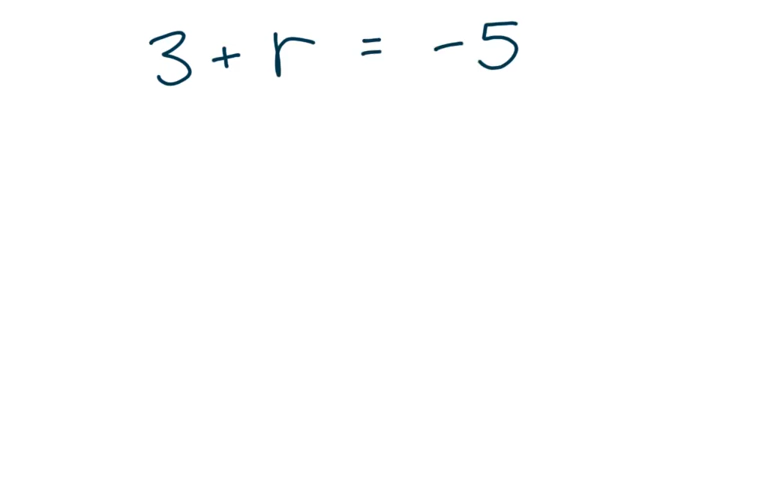 3 + r = -5